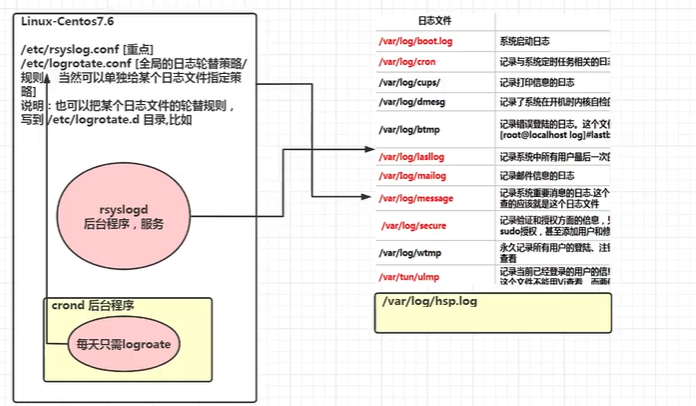 Linux-Centos7.6
/etc/rsyslog.conf [重点]
/etc/logrotate.conf [全局的日志轮替策略/
规则， 当然可以单独给某个日志文件指定策
略]
说明：也可以把某个日志文件的轮替规则，
写到 /etc/logrotate.d 目录,比如
rsyslogd
后台程序，服务
crond 后台程序
每天只需logroate
日志文件
/var/log/boot.log 系统启动日志
/var/log/cron 记录与系统定时任务相关的日志
/var/log/cups/ 记录打印信息的日志
/var/log/dmesg 记录了系统在开机时内核自检的
/var/log/btmp 记录错误登陆的日志。这个文件
[root@localhost log]#lastb
/var/log/lasllog 记录系统中所有用户最后一次的
/var/log/mailog 记录邮件信息的日志
/var/log/message 记录系统重要消息的日志.这个
查的应该就是这个日志文件
/var/log/secure 记录验证和授权方面的信息，只
sudo授权，甚至添加用户和修
/var/log/wtmp 永久记录所有用户的登陆、注销
查看
/var/tun/ulmp 记录当前已经登录的用户的信息
这个文件不能用Vi查看，而要使
/var/log/hsp.log